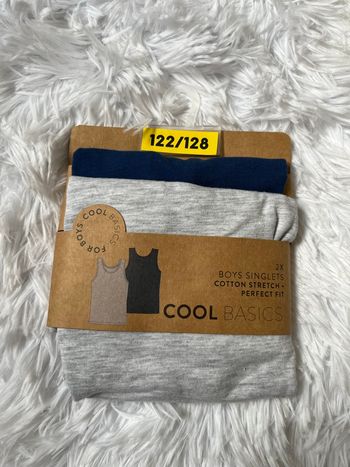 122/128
FOR BOYS. COOL BASICS.
2X
BOYS SINGLETS
COTTON STRETCH -
PERFECT FIT
COOL BASICS